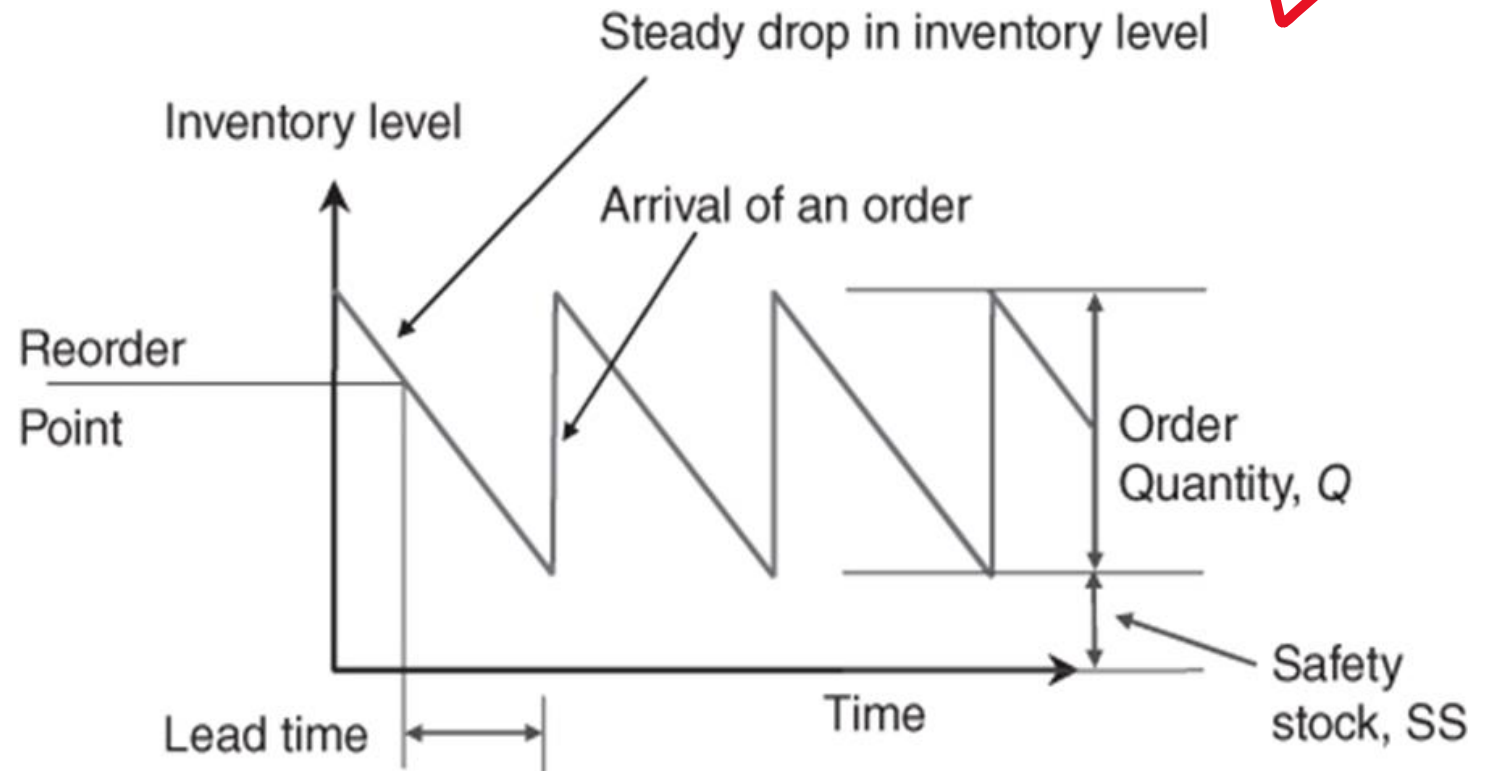 Steady drop in inventory level
Inventory level
Arrival of an order
Reorder
Point
Order
Quantity, Q
Safety
stock, SS
Time
Lead time